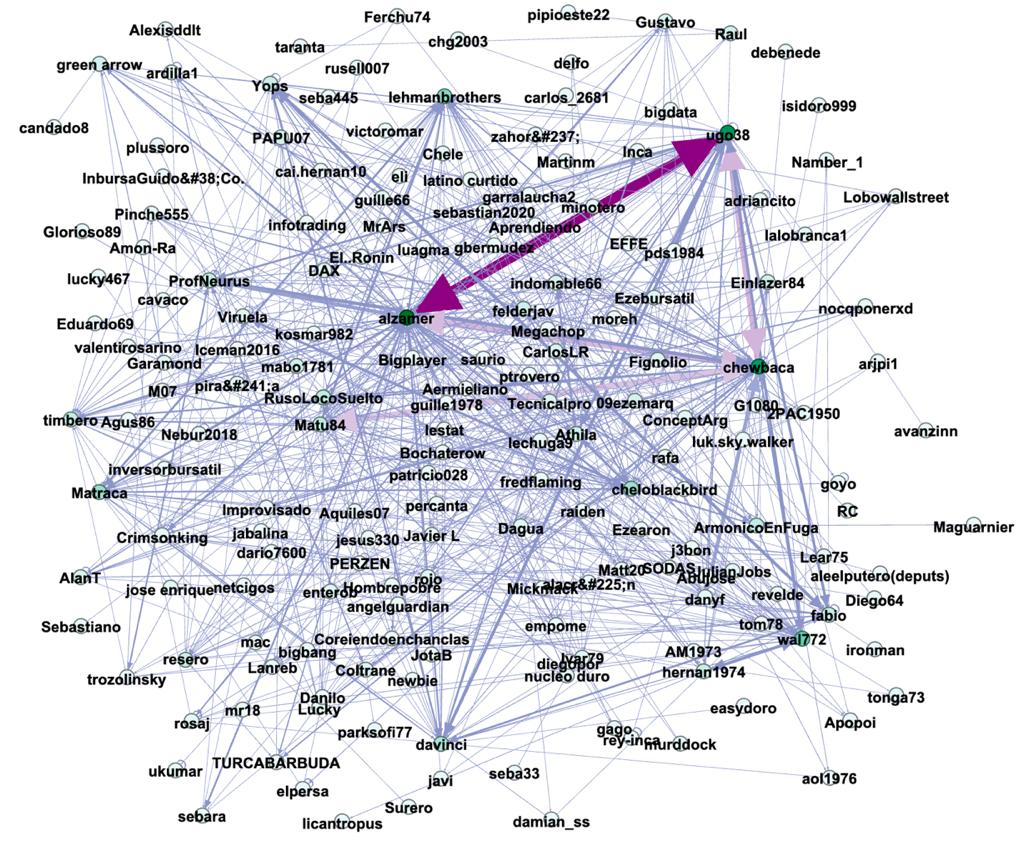 Ferchu74
pipioeste22
Gustavo
Alexisddlt
Raul
chg2003
taranta
debenede
green arrow
ardilla1
delfo
rusell007
Yops
seba445
lehmanbrothers
carlos_2681
isidoro999
bigdata
candado8
PAPU07
victoromar
zahor&#237;
ugo38
plussoro
Chele
Inca
Martinm
Namber_1
InbursaGuido&#38;Co.
cai.hernan10
eli
latino curtido
guille66
garralaucha2
adriancito
Lobowallstreet
Pinche555
sebastian2020
minotero
Glorioso89
infotrading
MrArs
Aprendiendo
lalobranca1
Amon-Ra
luagma
gbermudez
EFFE
pds1984
El..Ronin
DAX
lucky467
ProfNeurus
indomable66
Einlazer84
cavaco
Ezebursatil
felderjav
nocqponerxd
Viruela
alzamer
moreh
Eduardo69
kosmar982
Megachop
valentirosarino
Iceman2016
CarlosLR
Garamond
mabo1781
Bigplayer
saurio
Fignolio
chewbaca
arjpi1
ptrovero
M07
pira&#241;a
Aermieliano
RusoLocoSuelto
guille1978
Tecnicalpro
09ezemarq
G1080
2PAC1950
timbero
Agus86
Matu84
ConceptArg
Nebur2018
lestat
Athila
avanzinn
lechuga9
luk.sky.walker
Bochaterow
rafa
inversorbursatil
patricio028
fredflaming
goyo
Matraca
cheloblackbird
percanta
Improvisado
Aquiles07
raiden
RC
Crimsonking
jabalina
jesus330
Javier L
Dagua
Ezearon
ArmonicoEnFuga
Maguarnier
dario7600
j3bon
PERZEN
Lear75
AlanT
rojo
Matt20
SODAS
JulianJobs
Abujose
aleelputero(deputs)
jose enrique
netcigos
enterob
Hombrepobre
Mickmack
alacr&#225;n
revelde
angelguardian
danyf
Diego64
fabio
Sebastiano
empome
tom78
mac
Coreiendoenchanclas
wal772
bigbang
JotaB
AM1973
ironman
resero
Lanreb
Ivar79
diegopor
Coltrane
nucleo duro
hernan1974
trozolinsky
newbie
Danilo
tonga73
Lucky
mr18
easydoro
rosaj
Apopoi
parksofi77
gago
davinci
rey-inca
murddock
TURCABARBUDA
ukumar
seba33
javi
aol1976
elpersa
Surero
sebara
licantropus
damian_ss